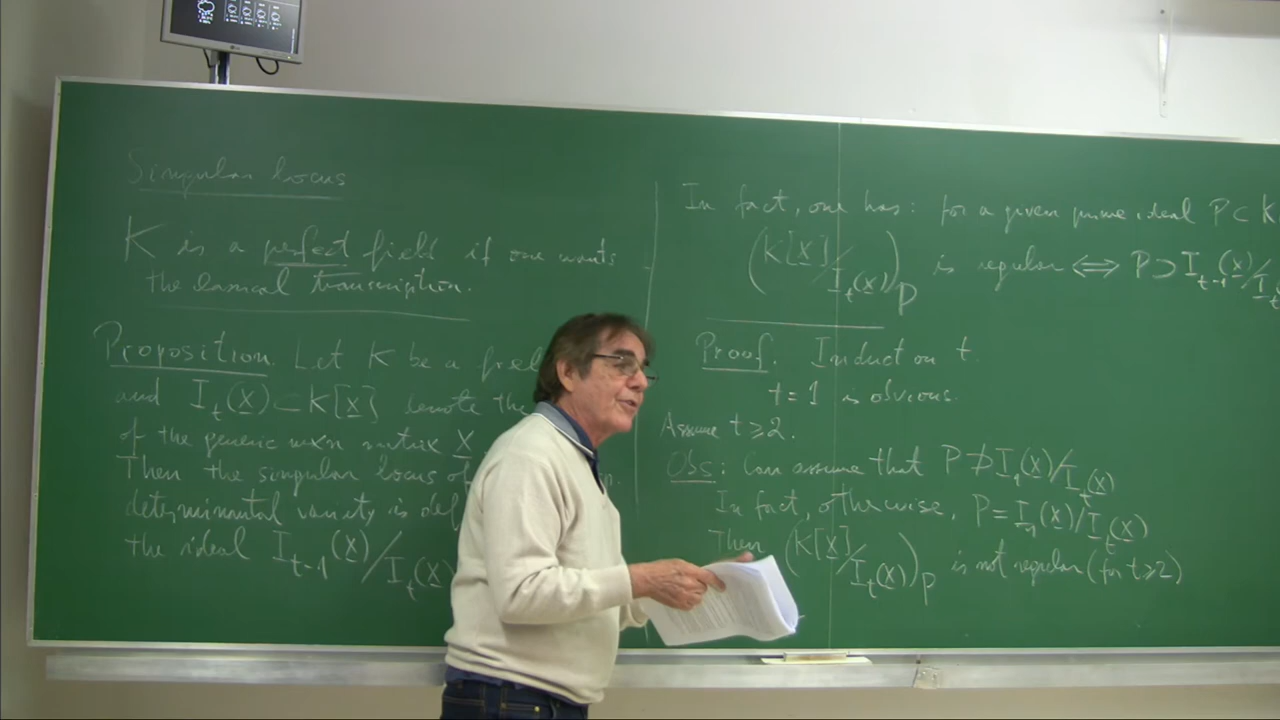 Singular locus
K is a perfect field if one wants
the classical transcription.
Proposition. Let K be a fiel
and I_t(X) ⊂ K[X] denote the
of the generic mxn matrix X
Then the singular locus of
determinantal variety is def
the ideal I_{t-1}(X)/I_t(X)
In fact, one has: for a given prime ideal P ⊂ K
(K[X]/I_t(X))_P is regular ⟺ P ⊃ I_{t-1}(X)/I_t
Proof. Induct on t.
t = 1 is obvious.
Assume t ≥ 2.
Obs: Can assume that P ⊅ I_1(X)/I_t(X)
In fact, otherwise, P = I_1(X)/I_t(X)
Then (K[X]/I_t(X))_P is not regular (for t ≥ 2)